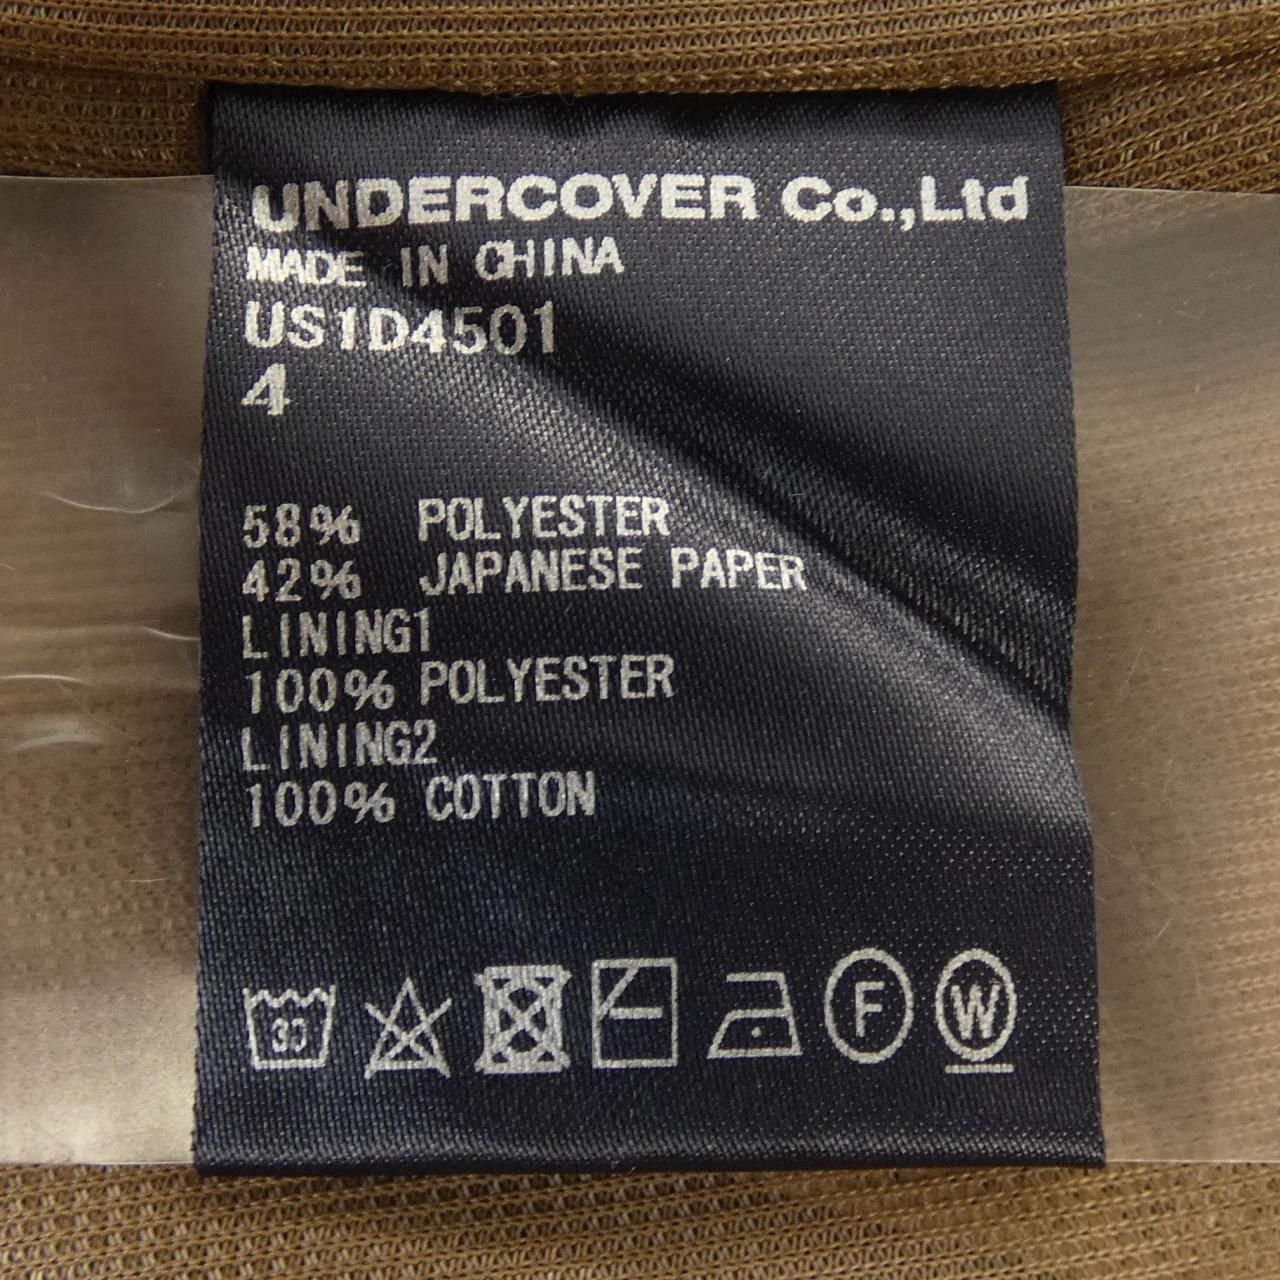 UNDERCOVER Co.,Ltd
MADE IN CHINA
US1D4501
4
58% POLYESTER
42% JAPANESE PAPER
LINING1
100% POLYESTER
LINING2
100% COTTON
30 F W